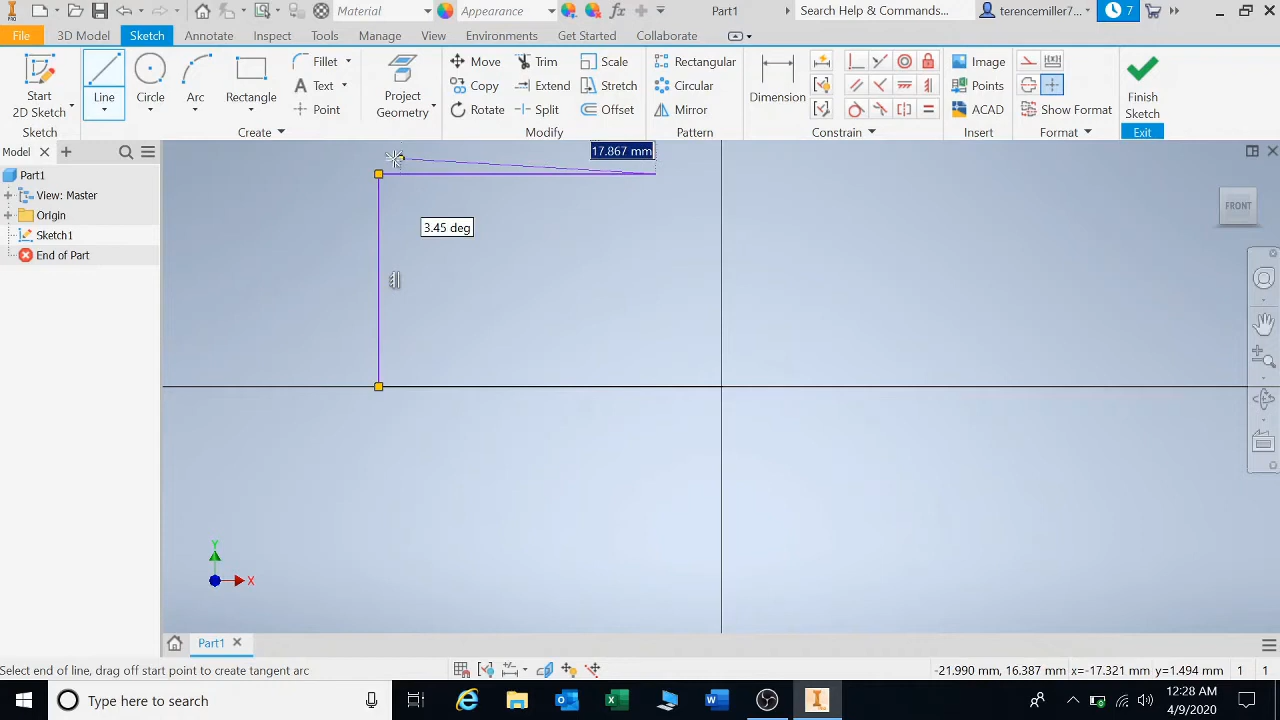 PRO Material Appearance fx Part1 Search Help & Commands... terencemiller7... 7
File 3D Model Sketch Annotate Inspect Tools Manage View Environments Get Started Collaborate
Start 2D Sketch Line Circle Arc Rectangle Fillet Project Geometry Move Trim Scale Rectangular Dimension Image Finish Sketch
Copy Extend Stretch Circular Points
Rotate Split Offset Mirror ACAD Show Format
Sketch Create Modify Pattern Constrain Insert Format Exit
Model
17.867 mm
Part1
View: Master
FRONT
Origin
3.45 deg
Sketch1
End of Part
Y
X
Part1
Select end of line, drag off start point to create tangent arc -21.990 mm, 16.387 mm x=-17.321 mm y=1.494 mm 1 1
Type here to search
12:28 AM
4/9/2020